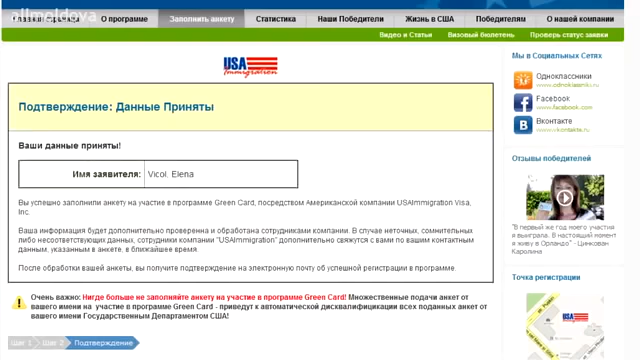 allmoldova
Главная страница О программе Заполнить анкету Статистика Наши Победители Жизнь в США Победителям О нашей компании
Видео и Статьи Визовый бюллетень Проверь статус заявки
USA
Immigration
Подтверждение: Данные Приняты
Ваши данные приняты!
Имя заявителя: Vicol. Elena
Вы успешно заполнили анкету на участие в программе Green Card, посредством Американской компании USAImmigration Visa,
Inc.
Ваша информация будет дополнительно проверенна и обработана сотрудниками компании. В случае неточных, сомнительных
либо несоответствующих данных, сотрудники компании "USAImmigration" дополнительно свяжутся с вами по вашим контактным
данным, указанным в анкете, в ближайшее время.
После обработки вашей анкеты, вы получите подтверждение на электронную почту об успешной регистрации в программе.
Очень важно: Нигде больше не заполняйте анкету на участие в программе Green Card! Множественные подачи анкет от
вашего имени на участие в программе Green Card - приведут к автоматической дисквалификации всех поданных анкет от
вашего имени Государственным Департаментом США!
Шаг 1 Шаг 2 Подтверждение
Мы в Социальных Сетях
Одноклассники
www.odnoklassniki.ru
Facebook
www.facebook.com
Вконтакте
www.vkontakte.ru
Отзывы победителей
"В первый же год моего участия
я выиграла. В настоящий момент
я живу в Орландо" - Цинкован
Каролина
Точка регистрации
USA